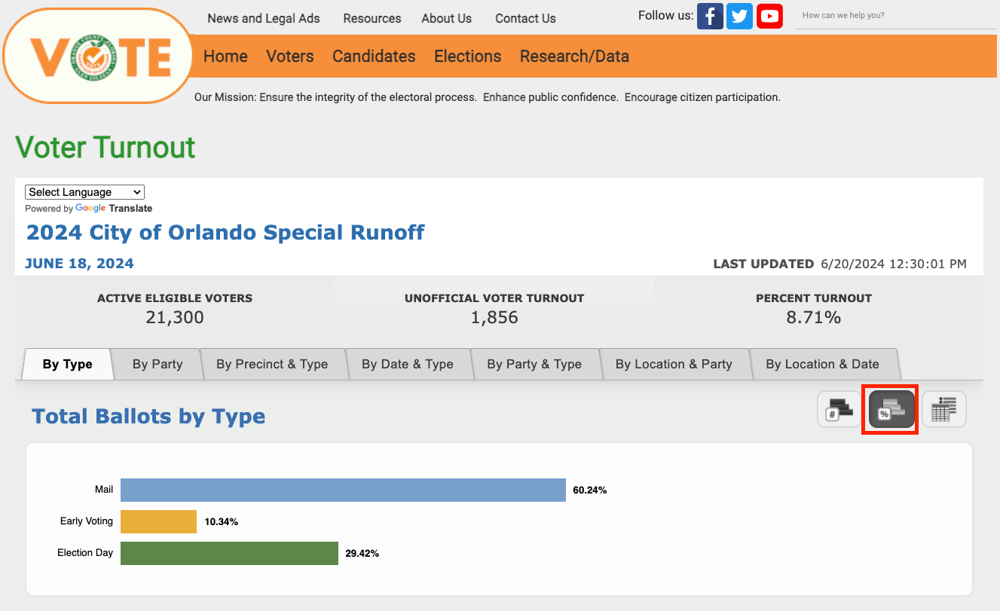 News and Legal Ads Resources About Us Contact Us Follow us: How can we help you?
VOTE
Home Voters Candidates Elections Research/Data
Our Mission: Ensure the integrity of the electoral process. Enhance public confidence. Encourage citizen participation.
Voter Turnout
Select Language
Powered by Google Translate
2024 City of Orlando Special Runoff
JUNE 18, 2024 LAST UPDATED 6/20/2024 12:30:01 PM
ACTIVE ELIGIBLE VOTERS UNOFFICIAL VOTER TURNOUT PERCENT TURNOUT
21,300 1,856 8.71%
By Type By Party By Precinct & Type By Date & Type By Party & Type By Location & Party By Location & Date
Total Ballots by Type # %
Mail 60.24%
Early Voting 10.34%
Election Day 29.42%